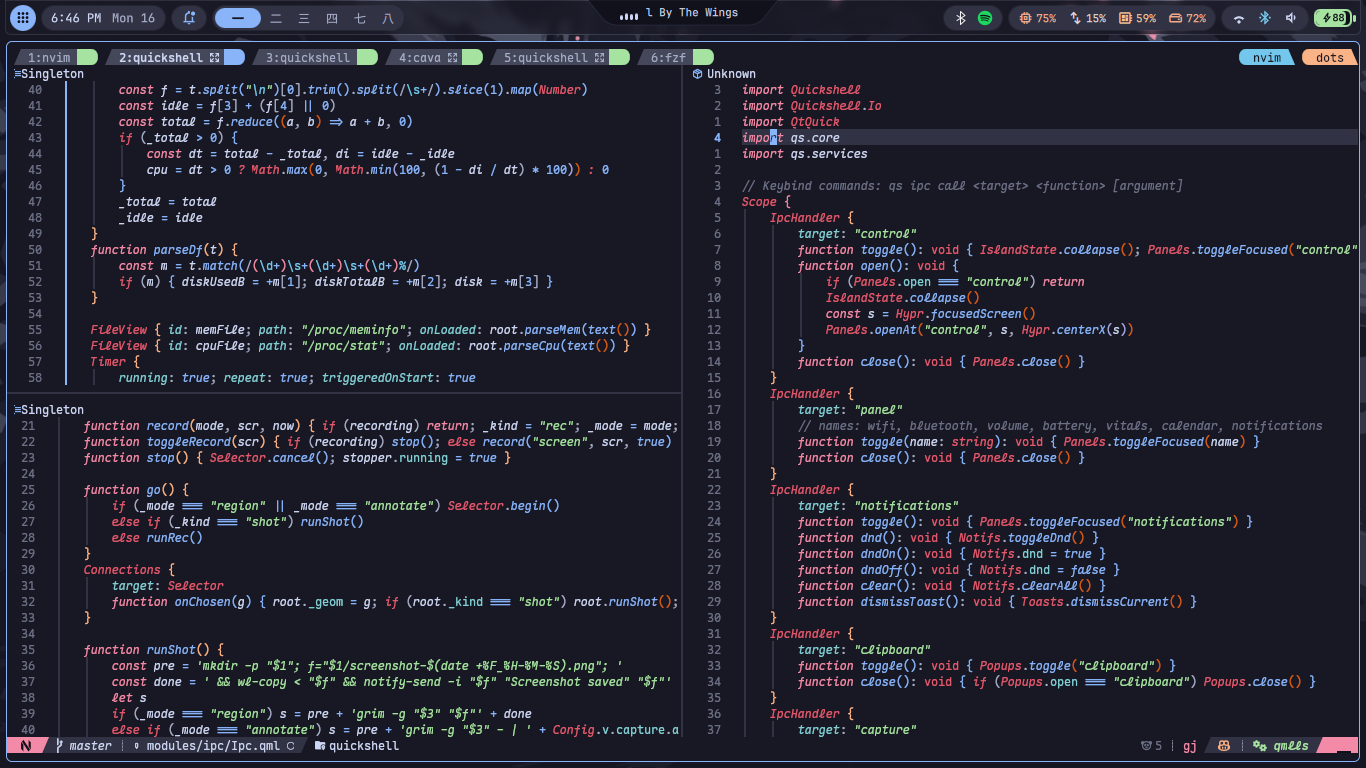 6:46 PM Mon 16
一 二 三 四 七 八
l By The Wings
75% 15% 59% 72%
88
1:nvim 2:quickshell 3:quickshell 4:cava 5:quickshell 6:fzf
nvim dots
Singleton
40 const f = t.split("\n")[0].trim().split(/\s+/).slice(1).map(Number)
41 const idle = f[3] + (f[4] || 0)
42 const total = f.reduce((a, b) => a + b, 0)
43 if (_total > 0) {
44 const dt = total - _total, di = idle - _idle
45 cpu = dt > 0 ? Math.max(0, Math.min(100, (1 - di / dt) * 100)) : 0
46 }
47 _total = total
48 _idle = idle
49 }
50 function parseDf(t) {
51 const m = t.match(/(\d+)\s+(\d+)\s+(\d+)%/)
52 if (m) { diskUsedB = +m[1]; diskTotalB = +m[2]; disk = +m[3] }
53 }
54
55 FileView { id: memFile; path: "/proc/meminfo"; onLoaded: root.parseMem(text()) }
56 FileView { id: cpuFile; path: "/proc/stat"; onLoaded: root.parseCpu(text()) }
57 Timer {
58 running: true; repeat: true; triggeredOnStart: true
Singleton
21 function record(mode, scr, now) { if (recording) return; _kind = "rec"; _mode = mode;
22 function toggleRecord(scr) { if (recording) stop(); else record("screen", scr, true)
23 function stop() { Selector.cancel(); stopper.running = true }
24
25 function go() {
26 if (_mode === "region" || _mode === "annotate") Selector.begin()
27 else if (_kind === "shot") runShot()
28 else runRec()
29 }
30 Connections {
31 target: Selector
32 function onChosen(g) { root._geom = g; if (root._kind === "shot") root.runShot();
33 }
34
35 function runShot() {
36 const pre = 'mkdir -p "$1"; f="$1/screenshot-$(date +%F_%H-%M-%S).png"; '
37 const done = ' && wl-copy < "$f" && notify-send -i "$f" "Screenshot saved" "$f"'
38 let s
39 if (_mode === "region") s = pre + 'grim -g "$3" "$f"' + done
40 else if (_mode === "annotate") s = pre + 'grim -g "$3" - | ' + Config.v.capture.a
Unknown
3 import Quickshell
2 import Quickshell.Io
1 import QtQuick
4 import qs.core
1 import qs.services
2
3 // Keybind commands: qs ipc call <target> <function> [argument]
4 Scope {
5 IpcHandler {
6 target: "control"
7 function toggle(): void { IslandState.collapse(); Panels.toggleFocused("control"
8 function open(): void {
9 if (Panels.open === "control") return
10 IslandState.collapse()
11 const s = Hypr.focusedScreen()
12 Panels.openAt("control", s, Hypr.centerX(s))
13 }
14 function close(): void { Panels.close() }
15 }
16 IpcHandler {
17 target: "panel"
18 // names: wifi, bluetooth, volume, battery, vitals, calendar, notifications
19 function toggle(name: string): void { Panels.toggleFocused(name) }
20 function close(): void { Panels.close() }
21 }
22 IpcHandler {
23 target: "notifications"
24 function toggle(): void { Panels.toggleFocused("notifications") }
25 function dnd(): void { Notifs.toggleDnd() }
26 function dndOn(): void { Notifs.dnd = true }
27 function dndOff(): void { Notifs.dnd = false }
28 function clear(): void { Notifs.clearAll() }
29 function dismissToast(): void { Toasts.dismissCurrent() }
30 }
31 IpcHandler {
32 target: "clipboard"
33 function toggle(): void { Popups.toggle("clipboard") }
34 function close(): void { if (Popups.open === "clipboard") Popups.close() }
35 }
36 IpcHandler {
37 target: "capture"
N master modules/ipc/Ipc.qml quickshell
5 gj qmlls